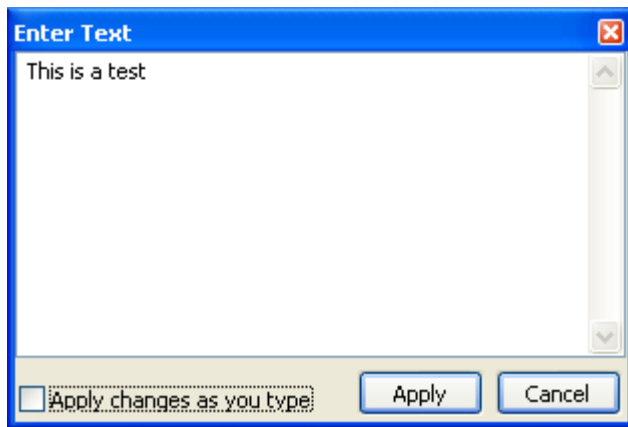 Enter Text
This is a test
Apply changes as you type
Apply
Cancel